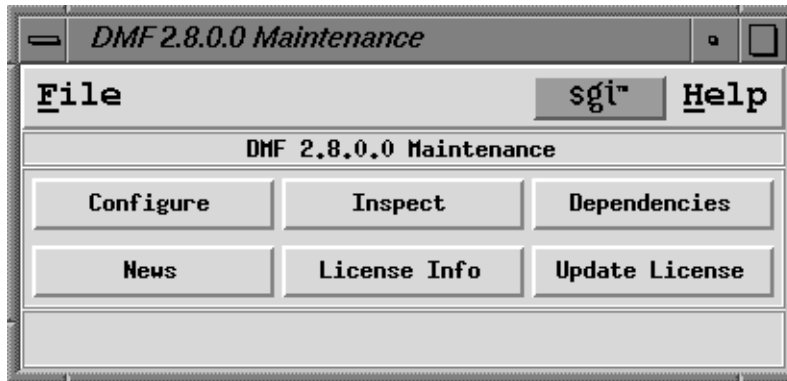 DMF 2.8.0.0 Maintenance
File sgi™ Help
DMF 2.8.0.0 Maintenance
Configure Inspect Dependencies
News License Info Update License